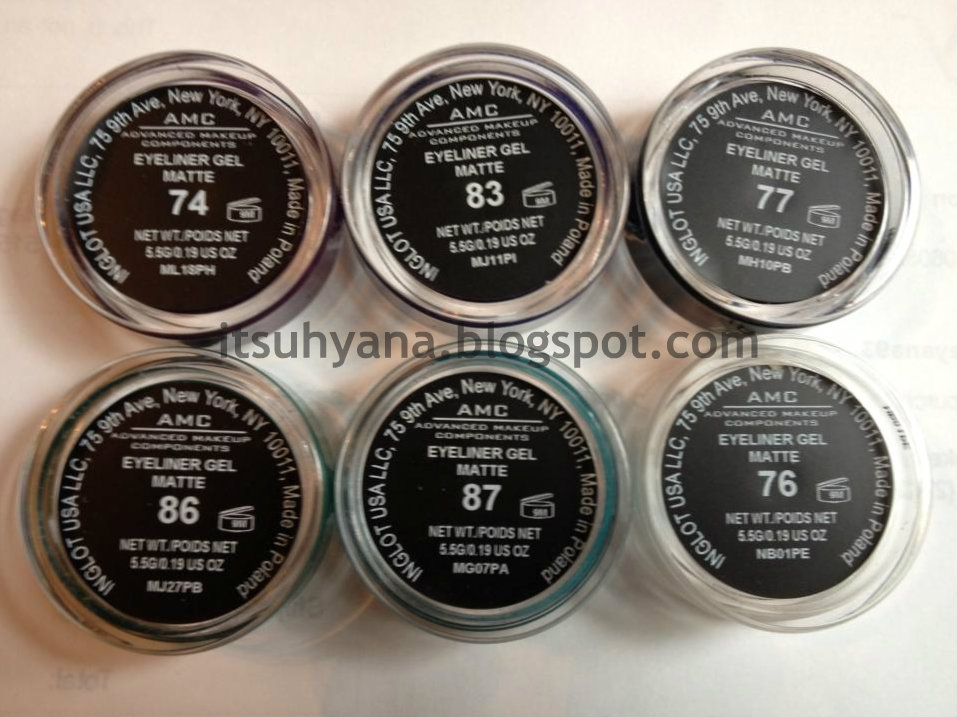 INGLOT USA LLC, 75 9th Ave, New York, NY 10011, Made in Poland
AMC
ADVANCED MAKEUP
COMPONENTS
EYELINER GEL
MATTE
74
9M
NET WT./POIDS NET
5.5G/0.19 US OZ
ML18PH
INGLOT USA LLC, 75 9th Ave, New York, NY 10011, Made in Poland
AMC
ADVANCED MAKEUP
COMPONENTS
EYELINER GEL
MATTE
83
9M
NET WT./POIDS NET
5.5G/0.19 US OZ
MJ11PI
INGLOT USA LLC, 75 9th Ave, New York, NY 10011, Made in Poland
AMC
ADVANCED MAKEUP
COMPONENTS
EYELINER GEL
MATTE
77
9M
NET WT./POIDS NET
5.5G/0.19 US OZ
MH10PB
itsuhyana.blogspot.com
INGLOT USA LLC, 75 9th Ave, New York, NY 10011, Made in Poland
AMC
ADVANCED MAKEUP
COMPONENTS
EYELINER GEL
MATTE
86
9M
NET WT./POIDS NET
5.5G/0.19 US OZ
MJ27PB
INGLOT USA LLC, 75 9th Ave, New York, NY 10011, Made in Poland
AMC
ADVANCED MAKEUP
COMPONENTS
EYELINER GEL
MATTE
87
9M
NET WT./POIDS NET
5.5G/0.19 US OZ
MG07PA
INGLOT USA LLC, 75 9th Ave, New York, NY 10011, Made in Poland
AMC
ADVANCED MAKEUP
COMPONENTS
EYELINER GEL
MATTE
76
9M
NET WT./POIDS NET
5.5G/0.19 US OZ
NB01PE
Total: